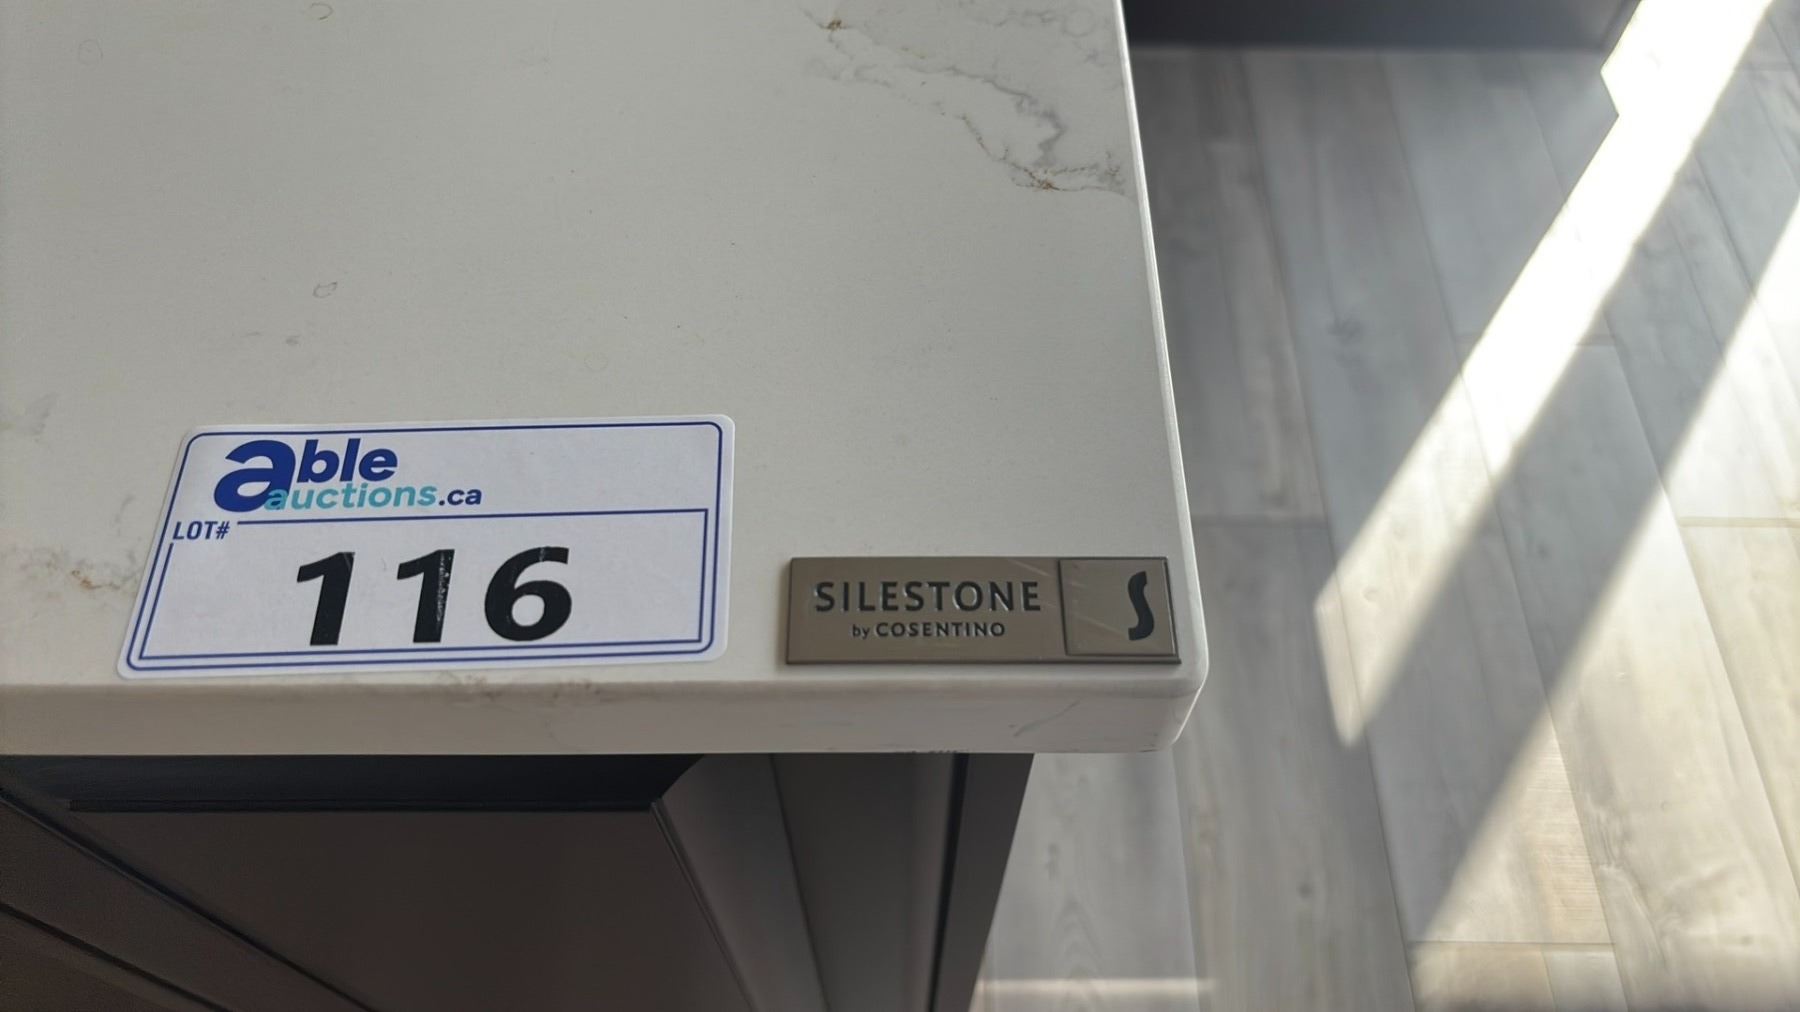 able
auctions.ca
LOT#
116
SILESTONE
by COSENTINO
S